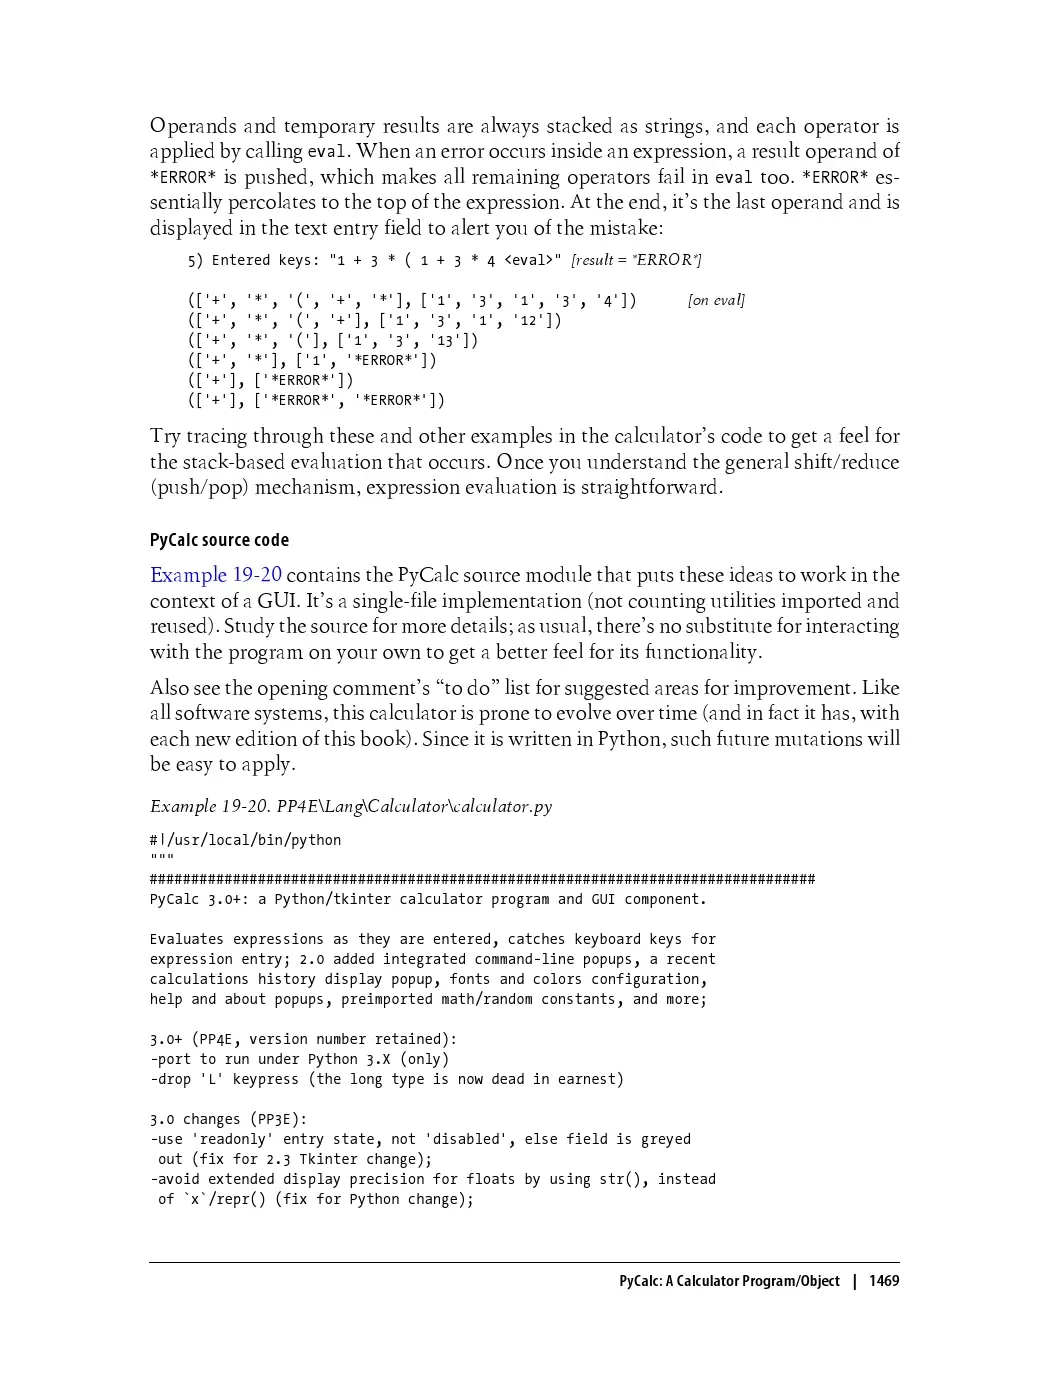 Operands and temporary results are always stacked as strings, and each operator is
applied by calling eval. When an error occurs inside an expression, a result operand of
*ERROR* is pushed, which makes all remaining operators fail in eval too. *ERROR* es-
sentially percolates to the top of the expression. At the end, it’s the last operand and is
displayed in the text entry field to alert you of the mistake:
5) Entered keys: "1 + 3 * ( 1 + 3 * 4 <eval>" [result = *ERROR*]
(['+', '*', '(', '+', '*'], ['1', '3', '1', '3', '4']) [on eval]
(['+', '*', '(', '+'], ['1', '3', '1', '12'])
(['+', '*', '('], ['1', '3', '13'])
(['+', '*'], ['1', '*ERROR*'])
(['+'], ['*ERROR*'])
(['+'], ['*ERROR*', '*ERROR*'])
Try tracing through these and other examples in the calculator’s code to get a feel for
the stack-based evaluation that occurs. Once you understand the general shift/reduce
(push/pop) mechanism, expression evaluation is straightforward.
PyCalc source code
Example 19-20 contains the PyCalc source module that puts these ideas to work in the
context of a GUI. It’s a single-file implementation (not counting utilities imported and
reused). Study the source for more details; as usual, there’s no substitute for interacting
with the program on your own to get a better feel for its functionality.
Also see the opening comment’s “to do” list for suggested areas for improvement. Like
all software systems, this calculator is prone to evolve over time (and in fact it has, with
each new edition of this book). Since it is written in Python, such future mutations will
be easy to apply.
Example 19-20. PP4E\Lang\Calculator\calculator.py
#!/usr/local/bin/python
"""
################################################################################
PyCalc 3.0+: a Python/tkinter calculator program and GUI component.
Evaluates expressions as they are entered, catches keyboard keys for
expression entry; 2.0 added integrated command-line popups, a recent
calculations history display popup, fonts and colors configuration,
help and about popups, preimported math/random constants, and more;
3.0+ (PP4E, version number retained):
-port to run under Python 3.X (only)
-drop 'L' keypress (the long type is now dead in earnest)
3.0 changes (PP3E):
-use 'readonly' entry state, not 'disabled', else field is greyed
out (fix for 2.3 Tkinter change);
-avoid extended display precision for floats by using str(), instead
of `x`/repr() (fix for Python change);
PyCalc: A Calculator Program/Object | 1469